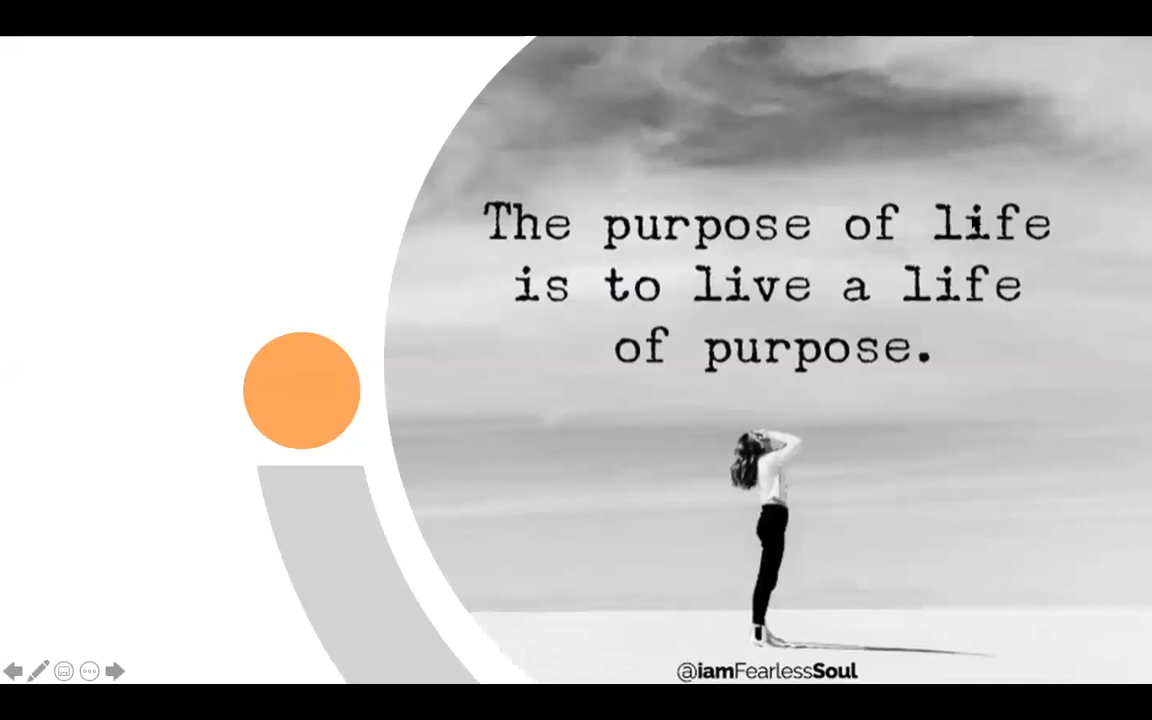 The purpose of life
is to live a life
of purpose.
@iamFearlessSoul